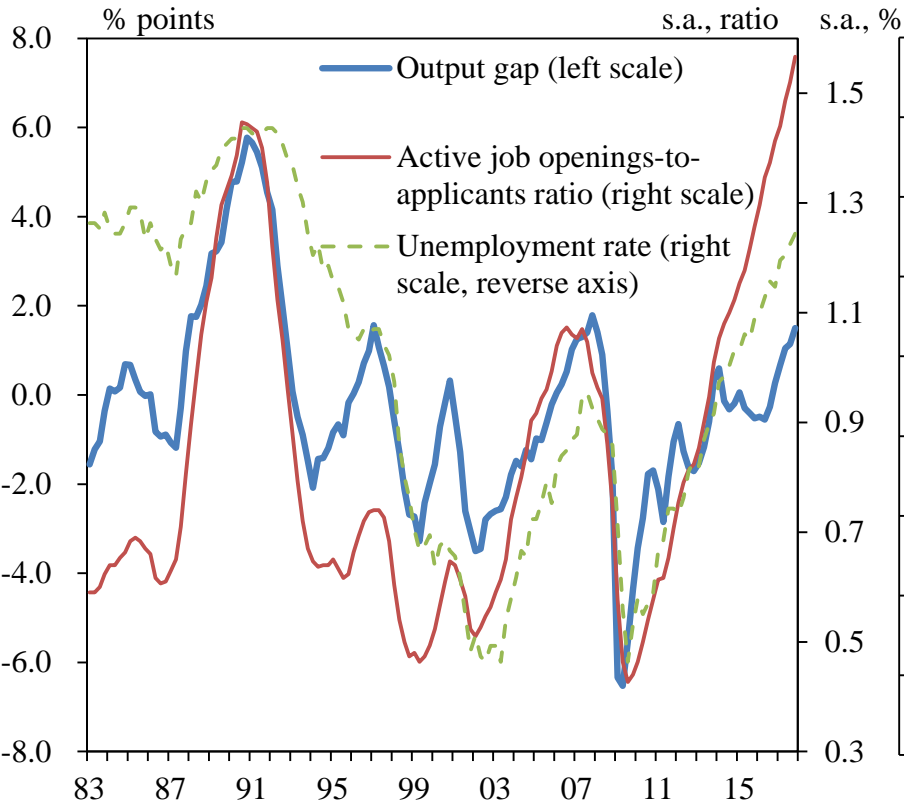 % points
s.a., ratio
s.a., %
8.0
6.0
4.0
2.0
0.0
-2.0
-4.0
-6.0
-8.0
Output gap (left scale)
Active job openings-to-
applicants ratio (right scale)
Unemployment rate (right
scale, reverse axis)
1.5
1.3
1.1
0.9
0.7
0.5
0.3
83 87 91 95 99 03 07 11 15